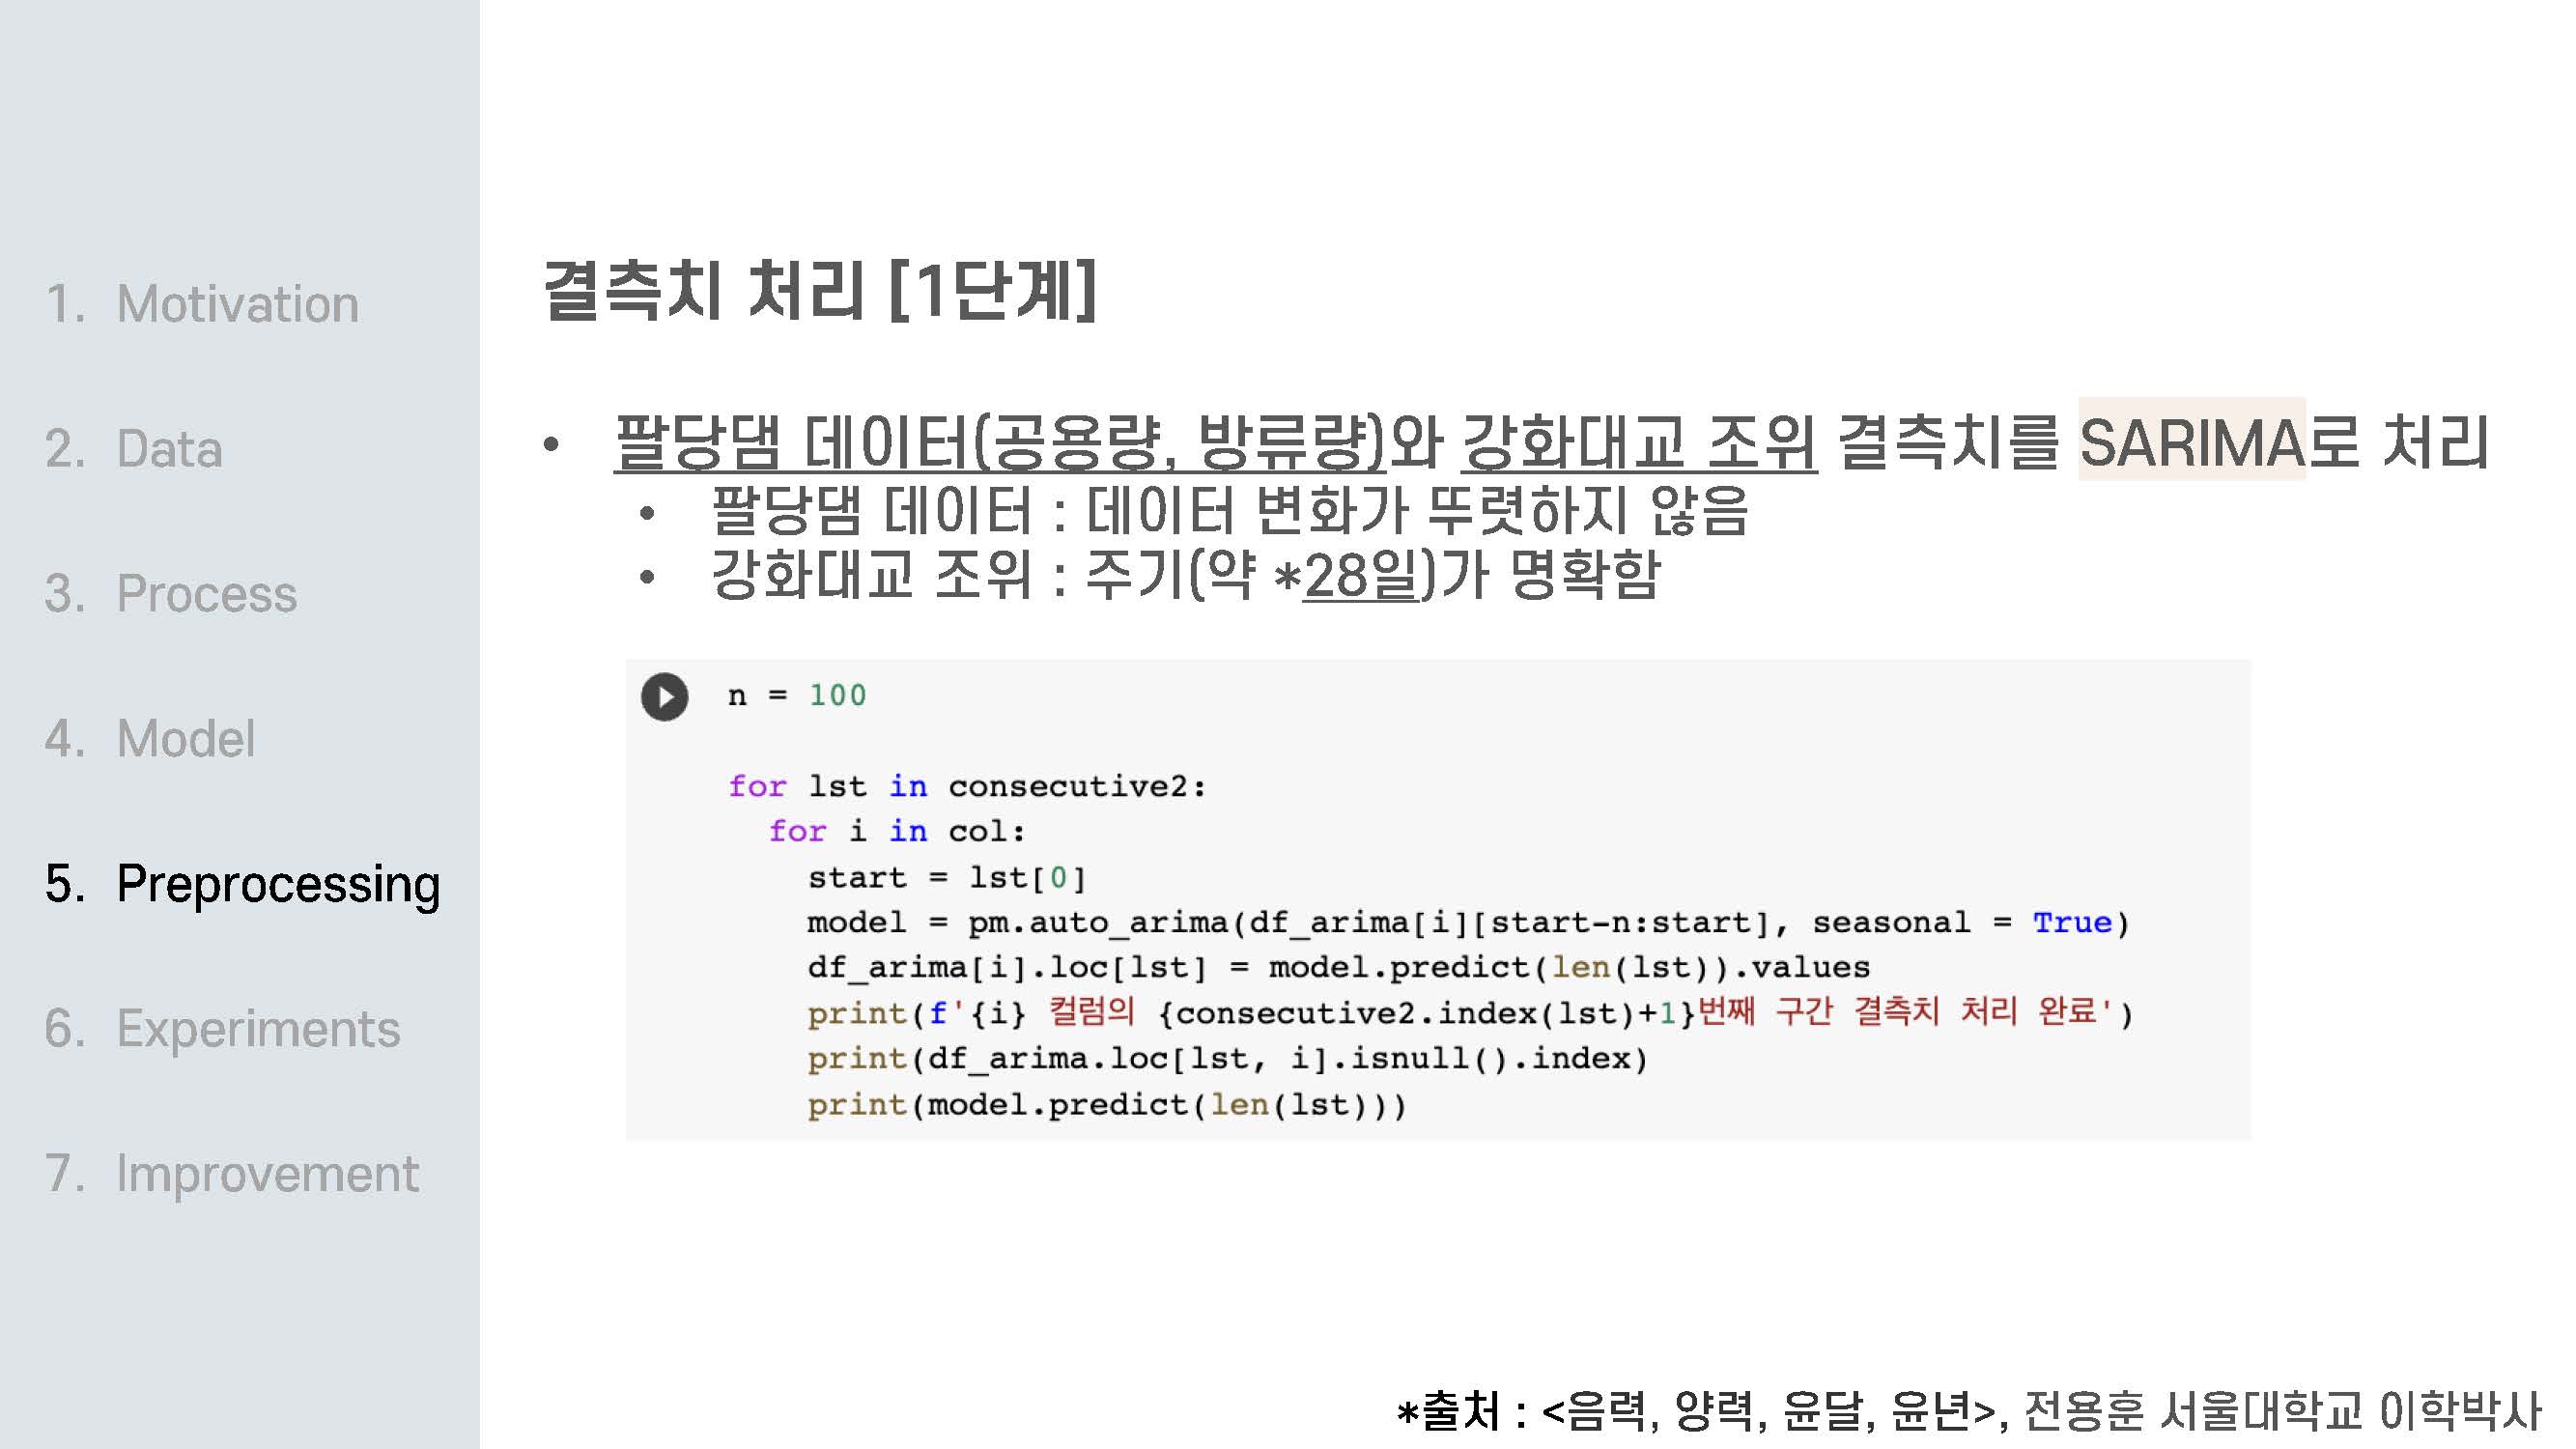 1. Motivation
2. Data
3. Process
4. Model
5. Preprocessing
6. Experiments
7. Improvement
결측치 처리 [1단계]
• 팔당댐 데이터(공용량, 방류량)와 강화대교 조위 결측치를 SARIMA로 처리
• 팔당댐 데이터 : 데이터 변화가 뚜렷하지 않음
• 강화대교 조위 : 주기(약 *28일)가 명확함
n = 100
for lst in consecutive2:
for i in col:
start = lst[0]
model = pm.auto_arima(df_arima[i][start-n:start], seasonal = True)
df_arima[i].loc[lst] = model.predict(len(lst)).values
print(f'{i} 컬럼의 {consecutive2.index(lst)+1}번째 구간 결측치 처리 완료')
print(df_arima.loc[lst, i].isnull().index)
print(model.predict(len(lst)))
*출처 : <음력, 양력, 윤달, 윤년>, 전용훈 서울대학교 이학박사